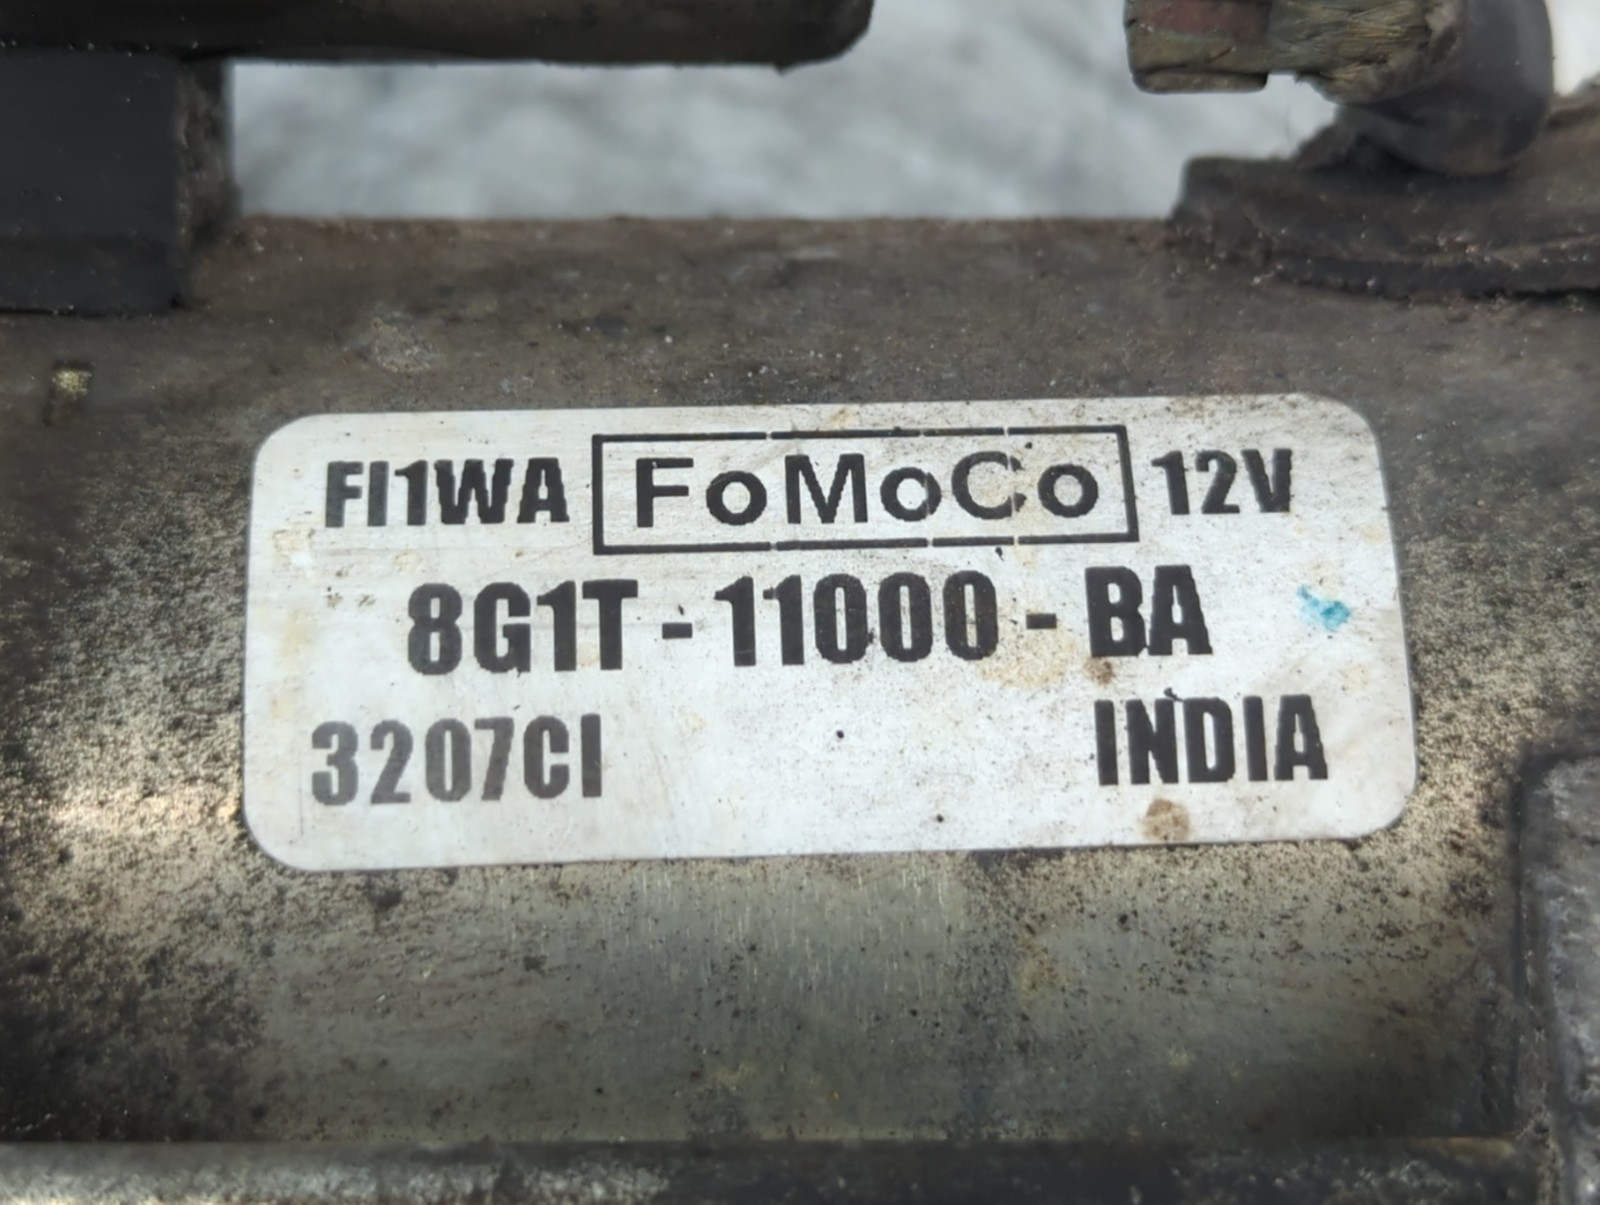 FI1WA FoMoCo 12V
8G1T-11000-BA
3207CI INDIA